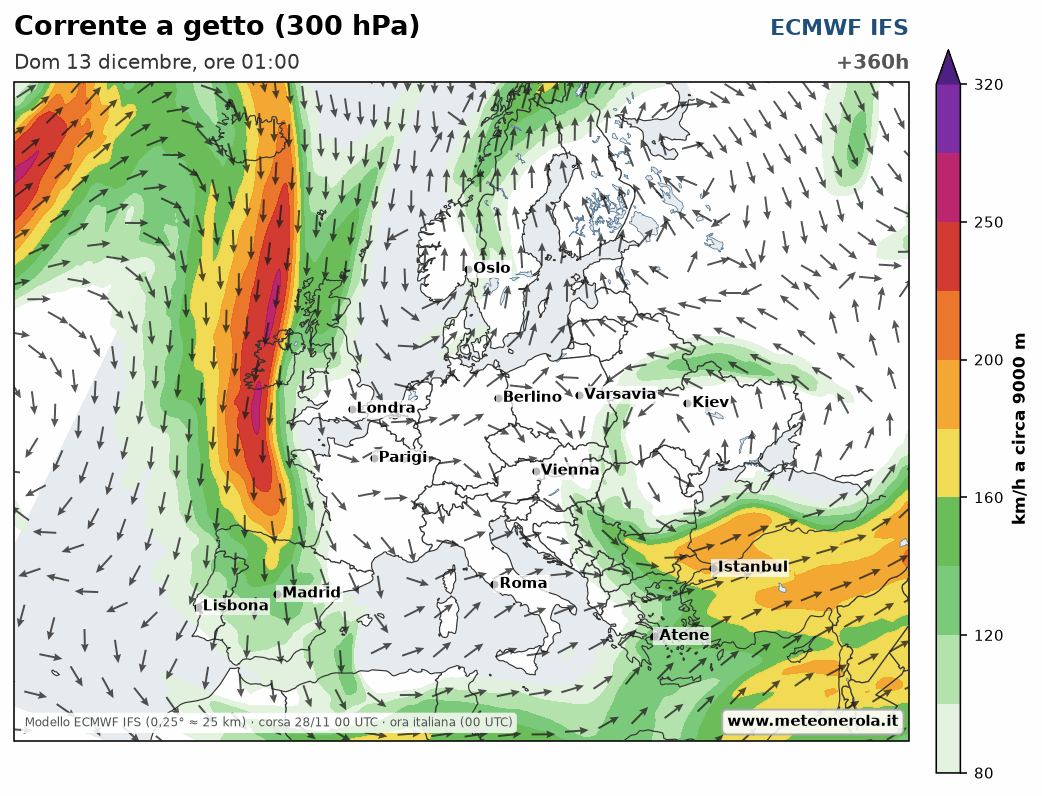 Corrente a getto (300 hPa)
ECMWF IFS
Dom 13 dicembre, ore 01:00
+360h
320
250
200
160
120
80
km/h a circa 9000 m
Oslo
Londra
Berlino
Varsavia
Kiev
Parigi
Vienna
Istanbul
Roma
Madrid
Lisbona
Atene
Modello ECMWF IFS (0,25° ≈ 25 km) · corsa 28/11 00 UTC · ora italiana (00 UTC)
www.meteonerola.it